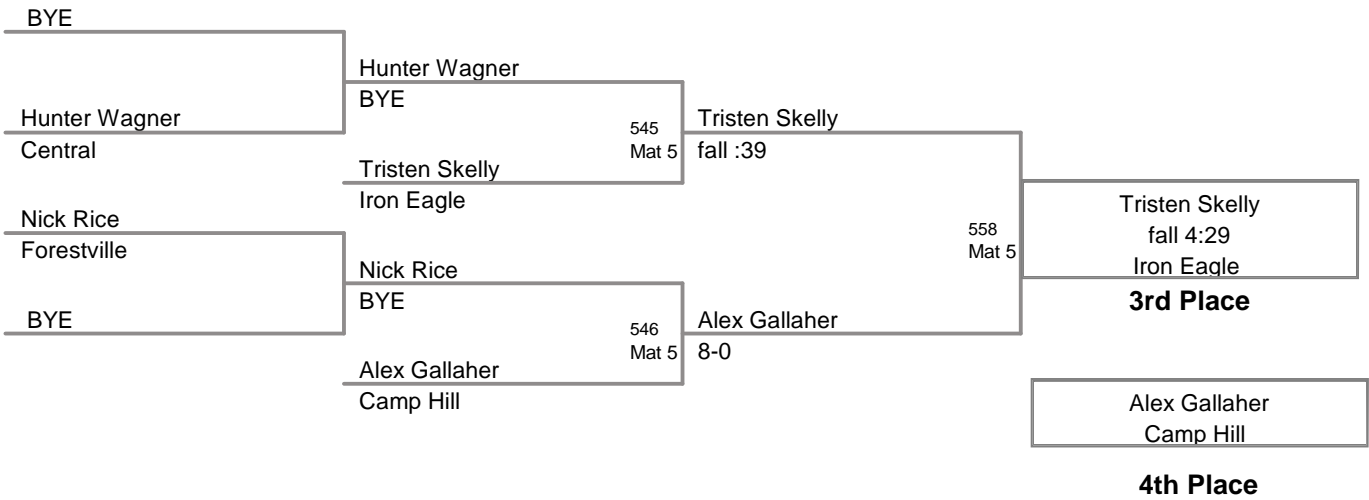 BYE
Hunter Wagner
Central
Nick Rice
Forestville
BYE
Hunter Wagner
BYE
Tristen Skelly
Iron Eagle
Nick Rice
BYE
Alex Gallaher
Camp Hill
545
Mat 5
546
Mat 5
Tristen Skelly
fall :39
Alex Gallaher
8-0
558
Mat 5
Tristen Skelly
fall 4:29
Iron Eagle
3rd Place
Alex Gallaher
Camp Hill
4th Place